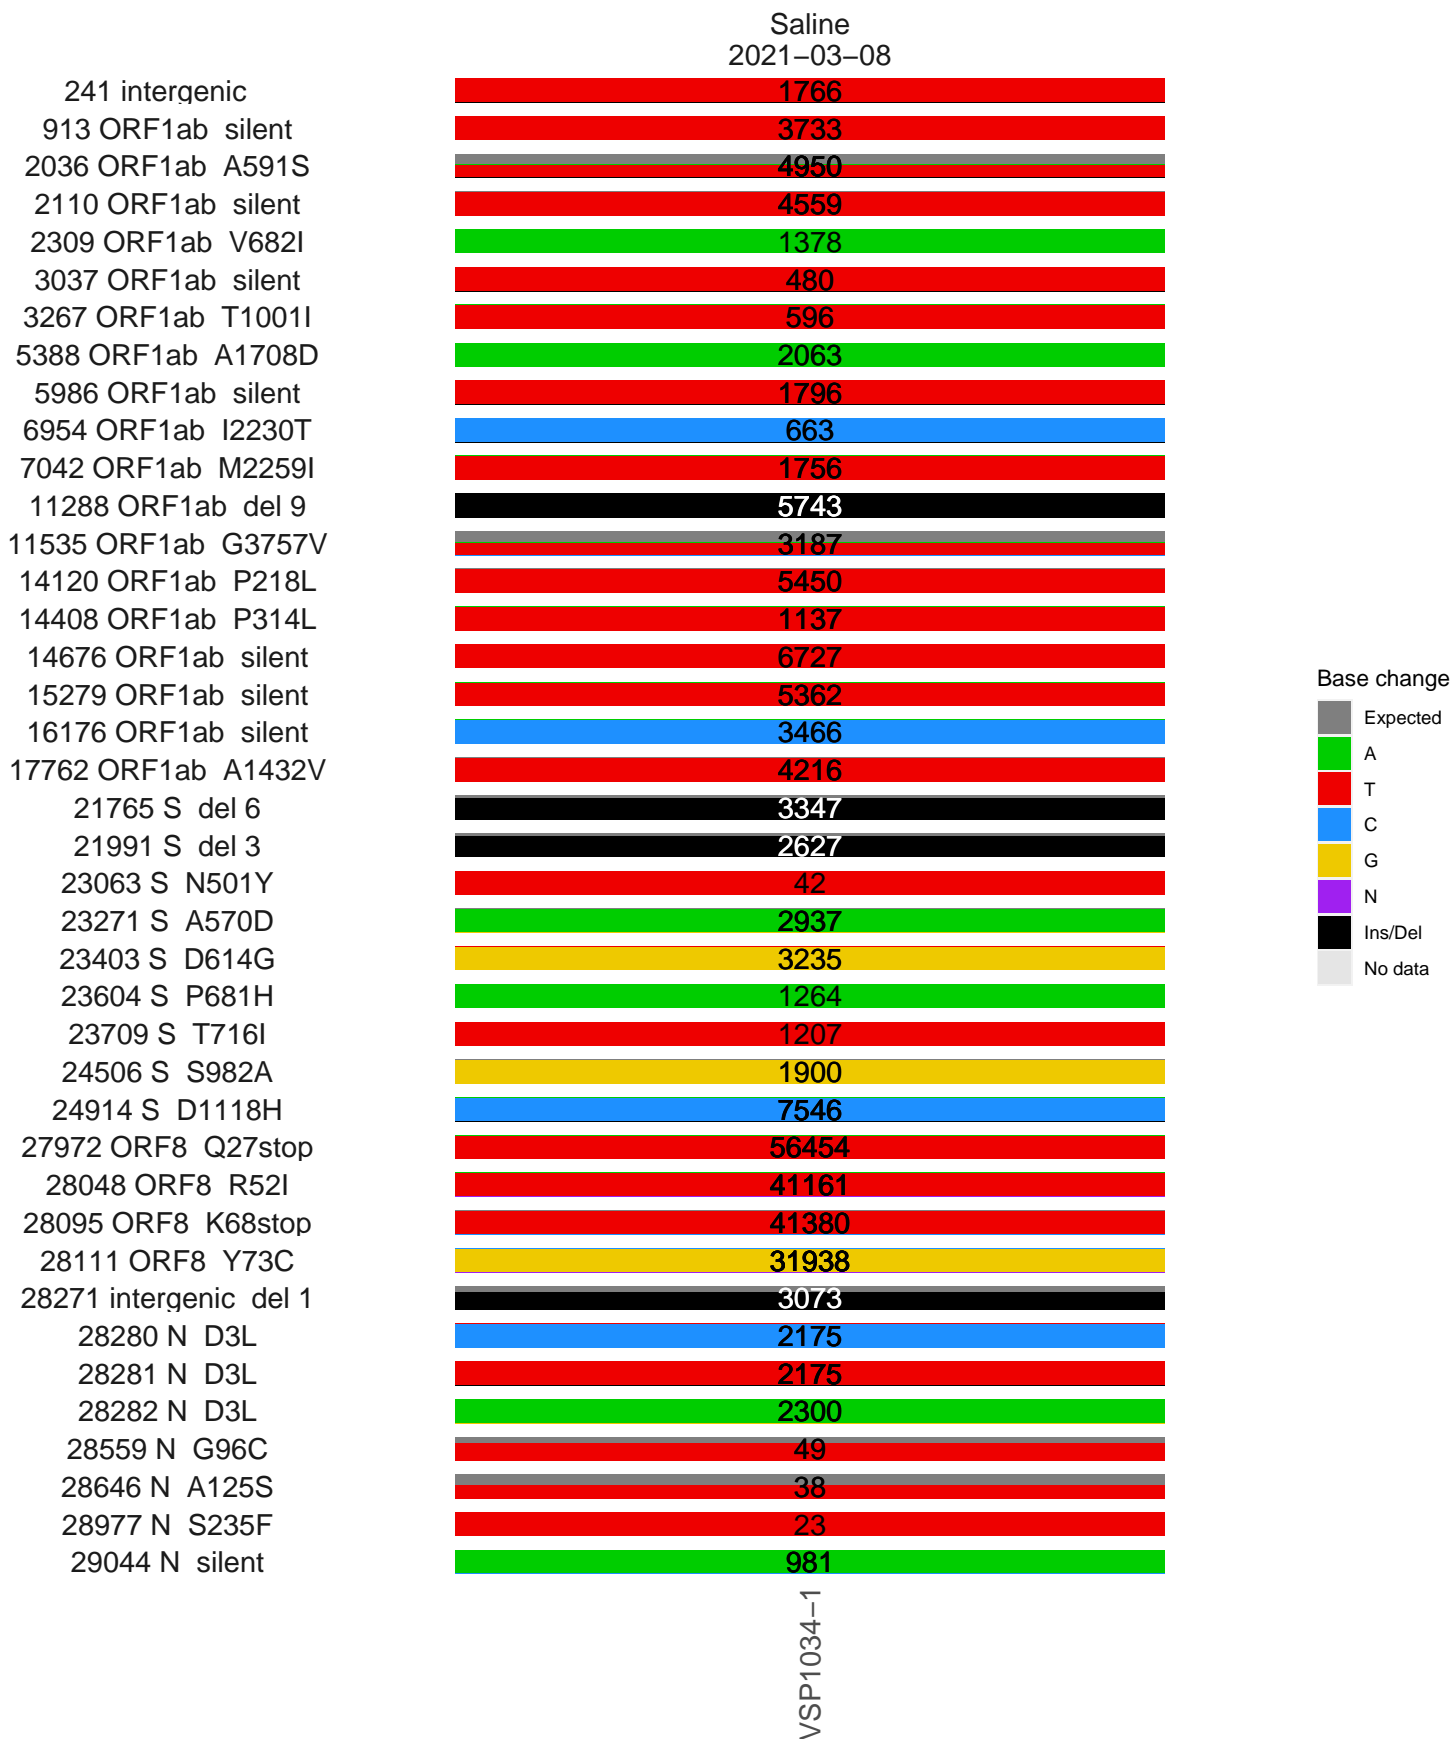 Saline
2021−03−08
241 intergenic 1766
913 ORF1ab silent 3733
2036 ORF1ab A591S 4950
2110 ORF1ab silent 4559
2309 ORF1ab V682I 1378
3037 ORF1ab silent 480
3267 ORF1ab T1001I 596
5388 ORF1ab A1708D 2063
5986 ORF1ab silent 1796
6954 ORF1ab I2230T 663
7042 ORF1ab M2259I 1756
11288 ORF1ab del 9 5743
11535 ORF1ab G3757V 3187
14120 ORF1ab P218L 5450
14408 ORF1ab P314L 1137
14676 ORF1ab silent 6727
15279 ORF1ab silent 5362
16176 ORF1ab silent 3466
17762 ORF1ab A1432V 4216
21765 S del 6 3347
21991 S del 3 2627
23063 S N501Y 42
23271 S A570D 2937
23403 S D614G 3235
23604 S P681H 1264
23709 S T716I 1207
24506 S S982A 1900
24914 S D1118H 7546
27972 ORF8 Q27stop 56454
28048 ORF8 R52I 41161
28095 ORF8 K68stop 41380
28111 ORF8 Y73C 31938
28271 intergenic del 1 3073
28280 N D3L 2175
28281 N D3L 2175
28282 N D3L 2300
28559 N G96C 49
28646 N A125S 38
28977 N S235F 23
29044 N silent 981
VSP1034−1
Base change
Expected
A
T
C
G
N
Ins/Del
No data